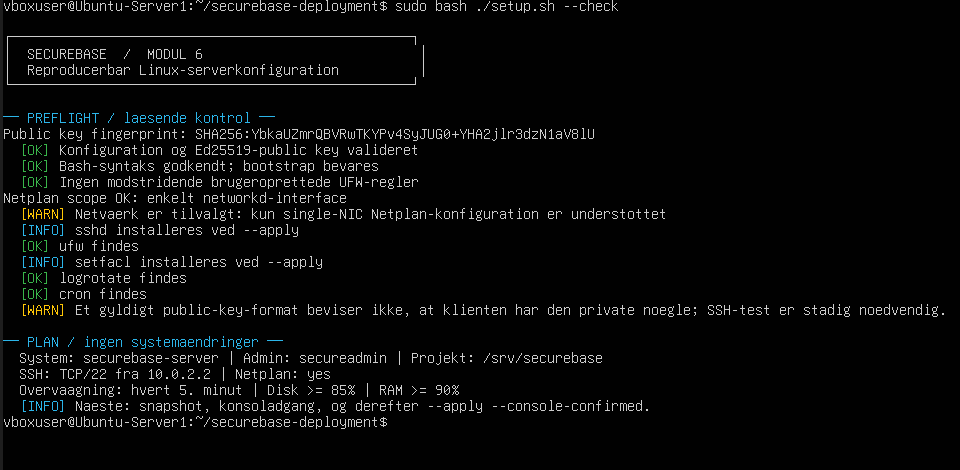 vboxuser@Ubuntu-Server1:~/securebase-deployment$ sudo bash ./setup.sh --check
SECUREBASE / MODUL 6
Reproducerbar Linux-serverkonfiguration
── PREFLIGHT / laesende kontrol ──
Public key fingerprint: SHA256:YbkaUZmrQBVRwTKYPv4SyJUG0+YHA2jlr3dzN1aV8lU
[OK] Konfiguration og Ed25519-public key valideret
[OK] Bash-syntaks godkendt; bootstrap bevares
[OK] Ingen modstridende brugeroprettede UFW-regler
Netplan scope OK: enkelt networkd-interface
[WARN] Netvaerk er tilvalgt: kun single-NIC Netplan-konfiguration er understottet
[INFO] sshd installeres ved --apply
[OK] ufw findes
[INFO] setfacl installeres ved --apply
[OK] logrotate findes
[OK] cron findes
[WARN] Et gyldigt public-key-format beviser ikke, at klienten har den private noegle; SSH-test er stadig noedvendig.
── PLAN / ingen systemaendringer ──
System: securebase-server | Admin: secureadmin | Projekt: /srv/securebase
SSH: TCP/22 fra 10.0.2.2 | Netplan: yes
Overvaagning: hvert 5. minut | Disk >= 85% | RAM >= 90%
[INFO] Naeste: snapshot, konsoladgang, og derefter --apply --console-confirmed.
vboxuser@Ubuntu-Server1:~/securebase-deployment$